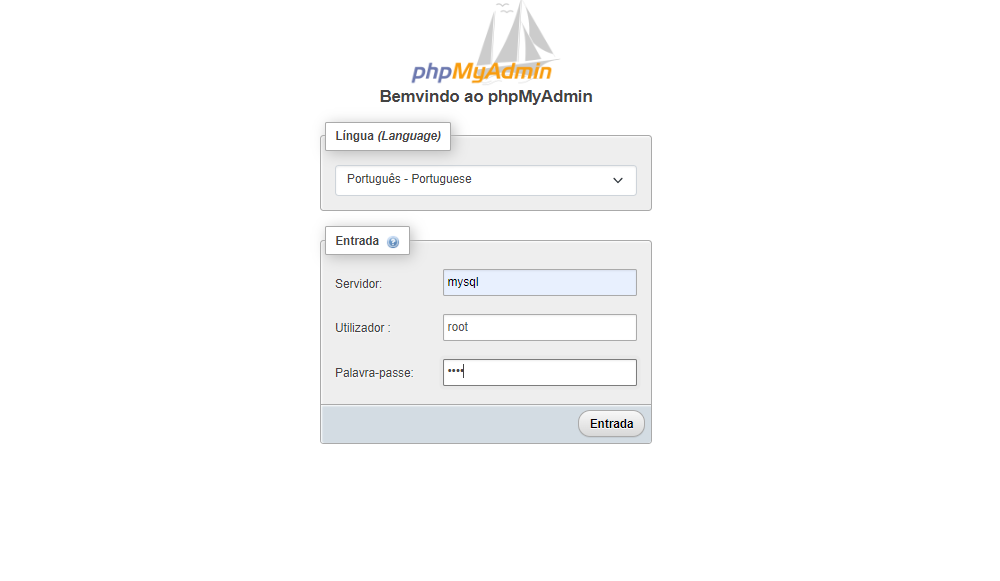 phpMyAdmin
Bemvindo ao phpMyAdmin
Língua (Language)
Português - Portuguese
Entrada
Servidor: mysql
Utilizador : root
Palavra-passe: ••••
Entrada